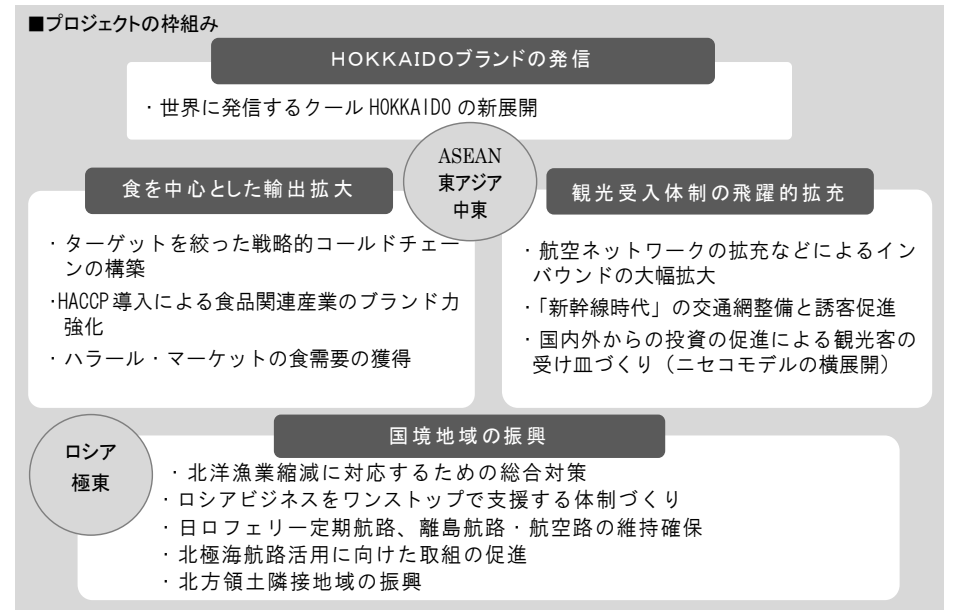 ■プロジェクトの枠組み
HOKKAIDOブランドの発信
・世界に発信するクール HOKKAIDO の新展開
ASEAN
東アジア
中東
食を中心とした輸出拡大
・ターゲットを絞った戦略的コールドチェー
ンの構築
・HACCP 導入による食品関連産業のブランド力
強化
・ハラール・マーケットの食需要の獲得
観光受入体制の飛躍的拡充
・航空ネットワークの拡充などによるイン
バウンドの大幅拡大
・「新幹線時代」の交通網整備と誘客促進
・国内外からの投資の促進による観光客の
受け皿づくり（ニセコモデルの横展開）
ロシア
極東
国境地域の振興
・北洋漁業縮減に対応するための総合対策
・ロシアビジネスをワンストップで支援する体制づくり
・日ロフェリー定期航路、離島航路・航空路の維持確保
・北極海航路活用に向けた取組の促進
・北方領土隣接地域の振興